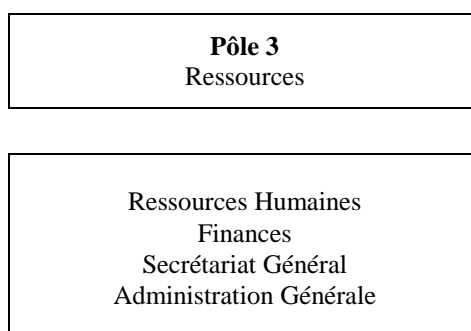 Pôle 3
Ressources
Ressources Humaines
Finances
Secrétariat Général
Administration Générale